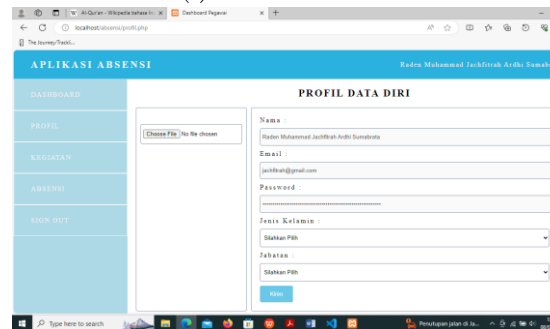 Al-Qur'an - Wikipedia bahasa In
Dashboard Pegawai
localhost/absensi/profil.php
The Journey/Trackli...
APLIKASI ABSENSI
Raden Muhammad Jachfitrah Ardhi Sumab
DASHBOARD
PROFIL
KEGIATAN
ABSENSI
SIGN OUT
PROFIL DATA DIRI
Choose File No file chosen
Nama :
Raden Muhammad Jachfitrah Ardhi Sumabrata
Email :
jachfitrah@gmail.com
Password :
Jenis Kelamin :
Silahkan Pilih
Jabatan :
Silahkan Pilih
Kirim
Type here to search
Penutupan jalan di Ja...